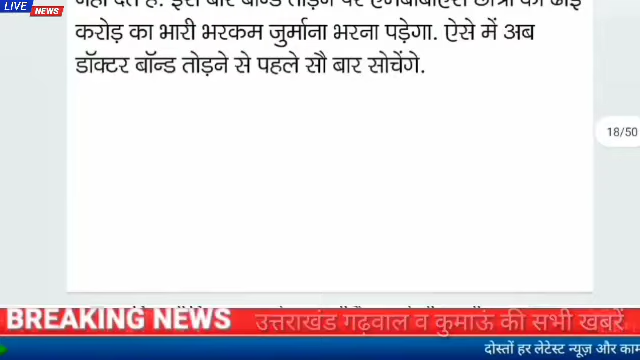 LIVE NEWS
करोड़ का भारी भरकम जुर्माना भरना पड़ेगा. ऐसे में अब
डॉक्टर बॉन्ड तोड़ने से पहले सौ बार सोचेंगे.
18/50
BREAKING NEWS उत्तराखंड गढ़वाल व कुमाऊं की सभी खबरें
दोस्तों हर लेटेस्ट न्यूज़ और